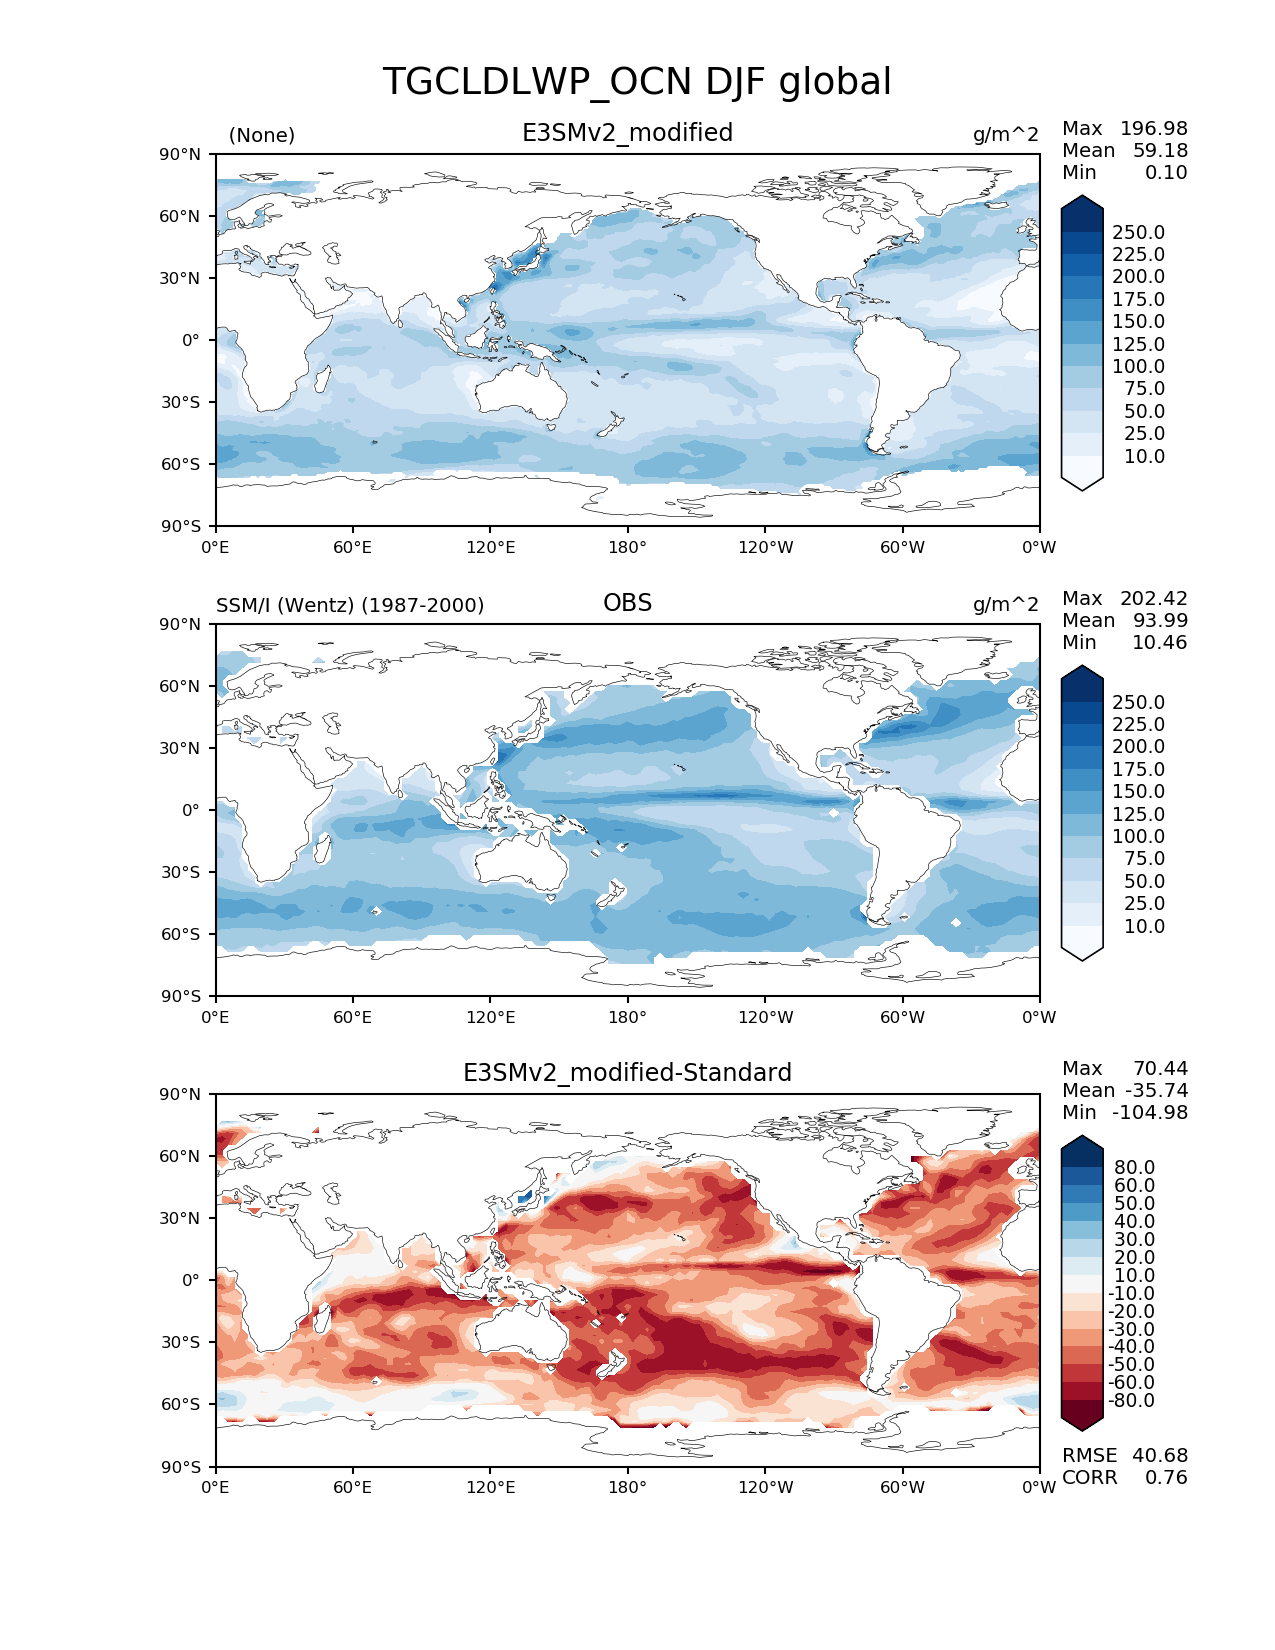 TGCLDLWP_OCN DJF global
(None) E3SMv2_modified g/m^2
Max 196.98
Mean 59.18
Min 0.10
90°N
60°N
30°N
0°
30°S
60°S
90°S
0°E 60°E 120°E 180° 120°W 60°W 0°W
250.0
225.0
200.0
175.0
150.0
125.0
100.0
75.0
50.0
25.0
10.0
SSM/I (Wentz) (1987-2000) OBS g/m^2
Max 202.42
Mean 93.99
Min 10.46
90°N
60°N
30°N
0°
30°S
60°S
90°S
0°E 60°E 120°E 180° 120°W 60°W 0°W
250.0
225.0
200.0
175.0
150.0
125.0
100.0
75.0
50.0
25.0
10.0
E3SMv2_modified-Standard
Max 70.44
Mean -35.74
Min -104.98
90°N
60°N
30°N
0°
30°S
60°S
90°S
0°E 60°E 120°E 180° 120°W 60°W 0°W
80.0
60.0
50.0
40.0
30.0
20.0
10.0
-10.0
-20.0
-30.0
-40.0
-50.0
-60.0
-80.0
RMSE 40.68
CORR 0.76